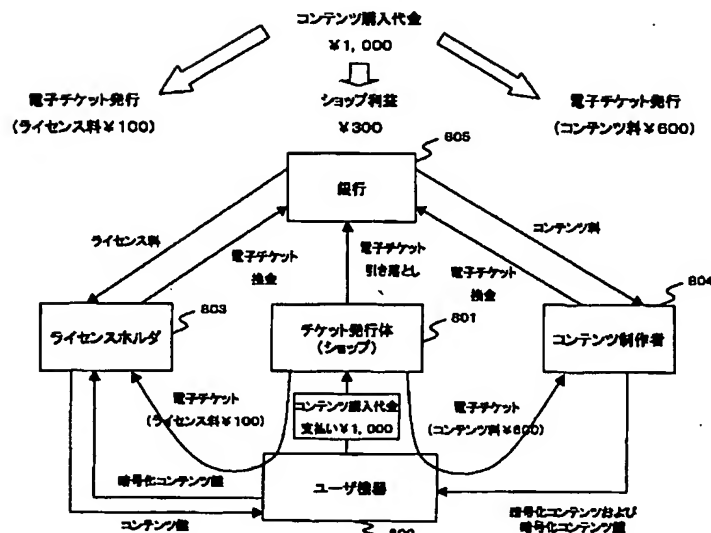 コンテンツ購入代金
¥1,000
電子チケット発行
(ライセンス料¥100)
ショップ利益
¥300
電子チケット発行
(コンテンツ料¥600)
805
銀行
ライセンス料
電子チケット
換金
電子チケット
引き落とし
電子チケット
換金
コンテンツ料
803
ライセンスホルダ
チケット発行体
(ショップ)
801
804
コンテンツ制作者
電子チケット
(ライセンス料¥100)
コンテンツ購入代金
支払い¥1,000
電子チケット
(コンテンツ料¥600)
暗号化コンテンツ鍵
ユーザ機器
コンテンツ鍵
暗号化コンテンツおよび
暗号化コンテンツ鍵